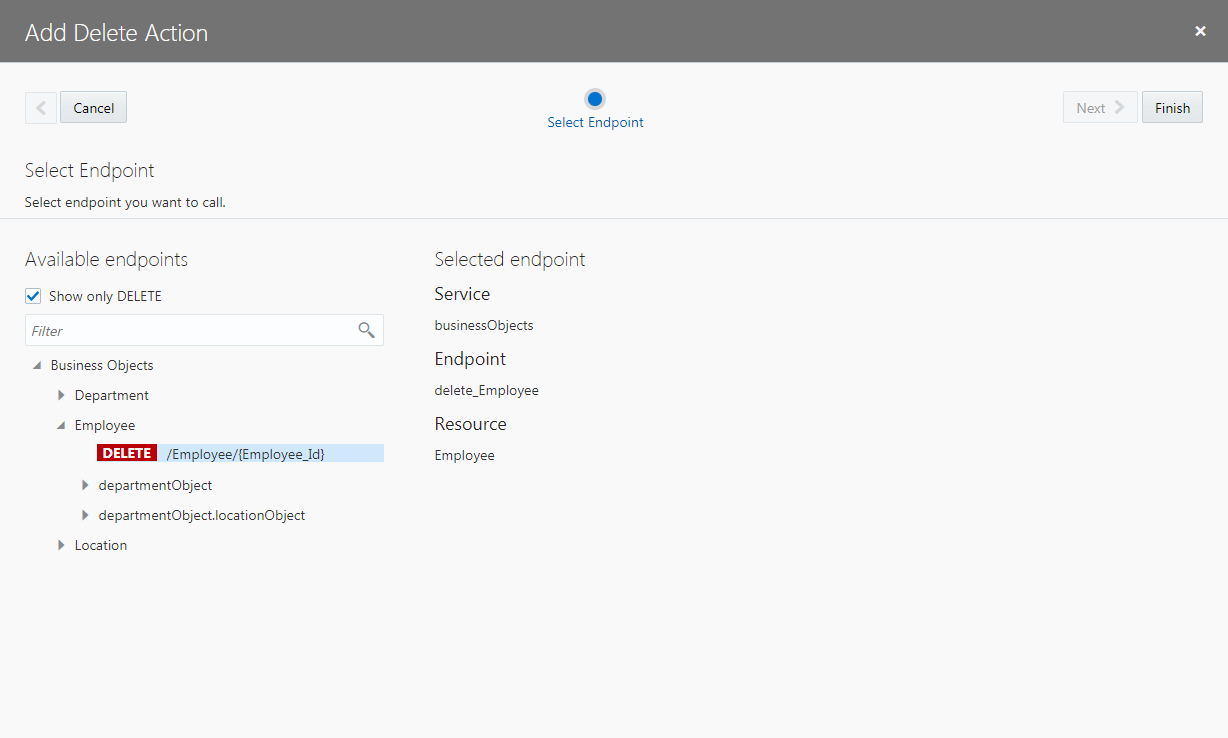 Add Delete Action
Cancel
Select Endpoint
Next
Finish
Select Endpoint
Select endpoint you want to call.
Available endpoints
Show only DELETE
Filter
Business Objects
Department
Employee
DELETE /Employee/{Employee_Id}
departmentObject
departmentObject.locationObject
Location
Selected endpoint
Service
businessObjects
Endpoint
delete_Employee
Resource
Employee